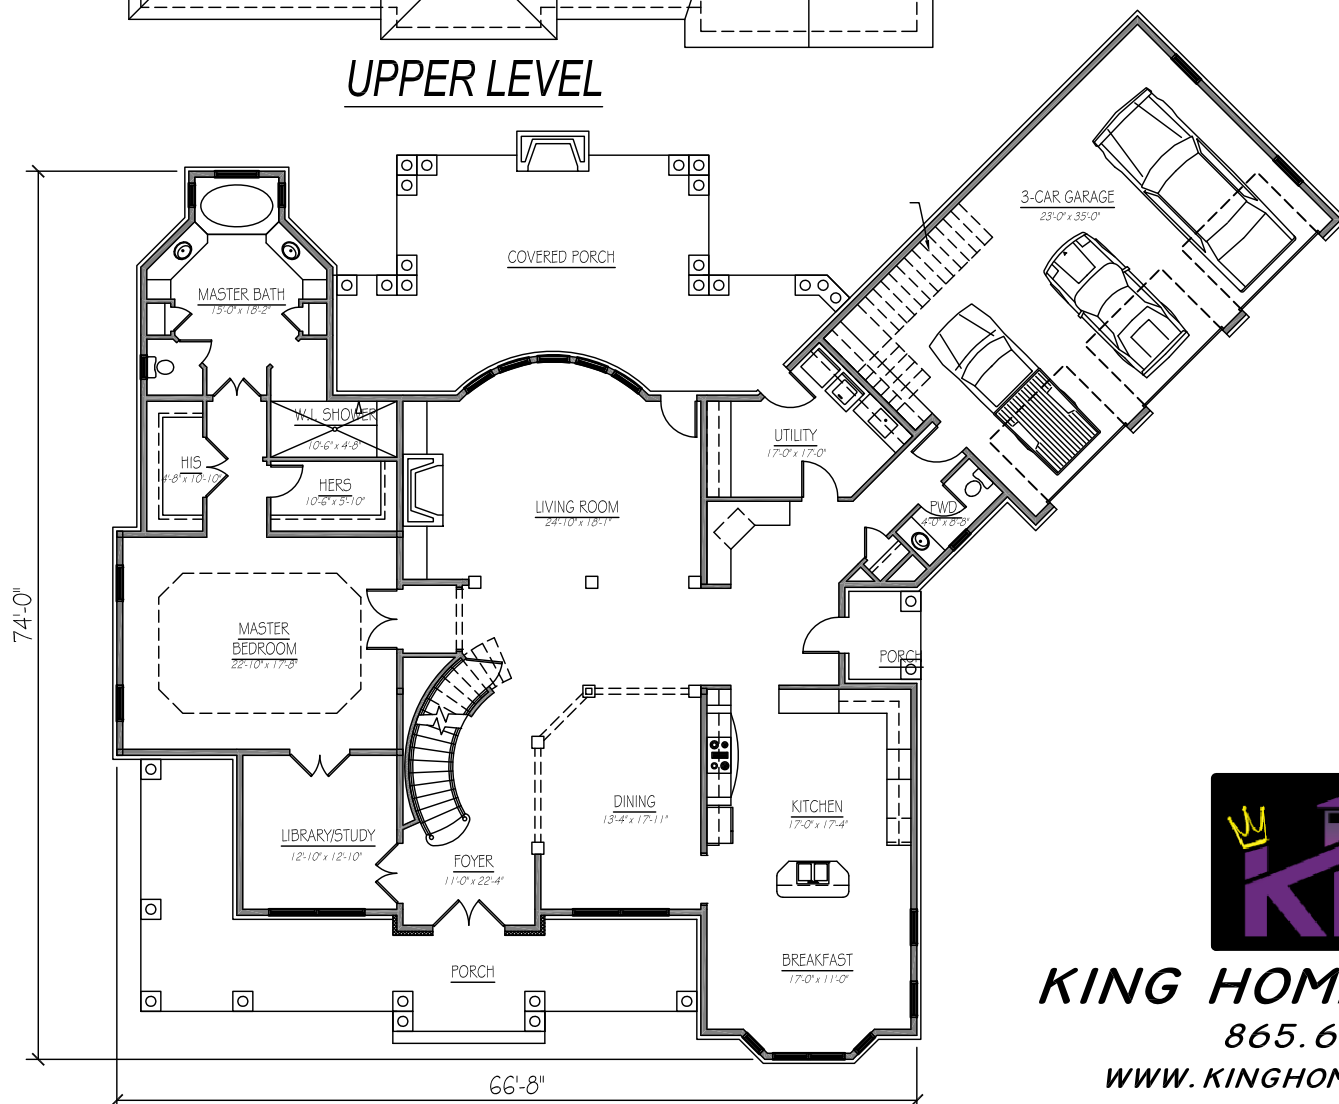 UPPER LEVEL
3-CAR GARAGE
23'-0" x 35'-0"
COVERED PORCH
MASTER BATH
15'-0" x 18'-2"
W.I. SHOWER
10'-6" x 4'-8"
HIS
4'-8" x 10'-10"
HERS
10'-6" x 5'-10"
UTILITY
17'-0" x 17'-0"
LIVING ROOM
24'-10" x 18'-1"
PWD
4'-0" x 8'-8"
74'-0"
MASTER
BEDROOM
22'-10" x 17'-8"
PORCH
DINING
13'-4" x 17'-11"
KITCHEN
17'-0" x 17'-4"
LIBRARY/STUDY
12'-10" x 12'-10"
FOYER
11'-0" x 22'-4"
PORCH
BREAKFAST
17'-0" x 11'-0"
66'-8"
KING HOM
865.6
WWW.KINGHOM